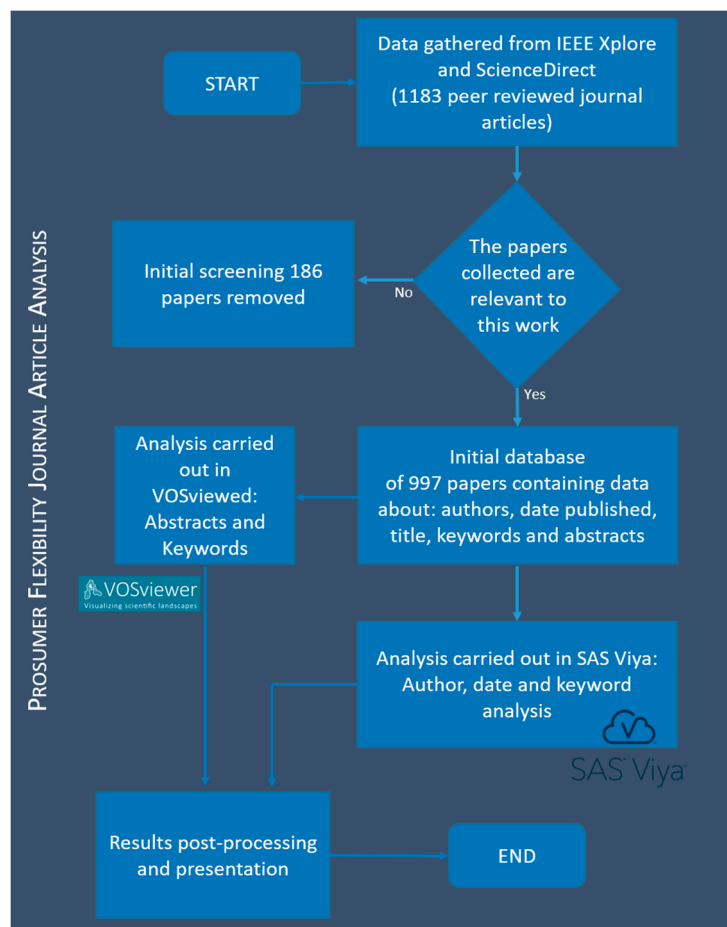 PROSUMER FLEXIBILITY JOURNAL ARTICLE ANALYSIS
START
Data gathered from IEEE Xplore
and ScienceDirect
(1183 peer reviewed journal
articles)
The papers
collected are
relevant to
this work
No
Initial screening 186
papers removed
Yes
Initial database
of 997 papers containing data
about: authors, date published,
title, keywords and abstracts
Analysis carried
out in
VOSviewed:
Abstracts and
Keywords
VOSviewer
Visualizing scientific landscapes
Analysis carried out in SAS Viya:
Author, date and keyword
analysis
SAS Viya
Results post-processing
and presentation
END